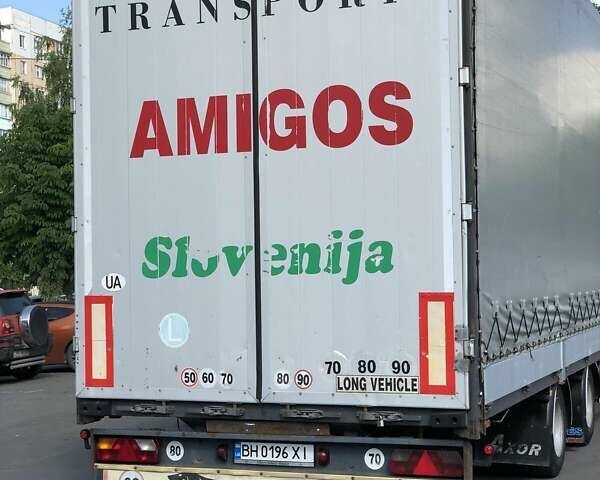 TRANSPORT
AMIGOS
Slovenija
UA
L
50 60 70
80 90
70 80 90
LONG VEHICLE
80
BH 0196 XI
70
AXOR